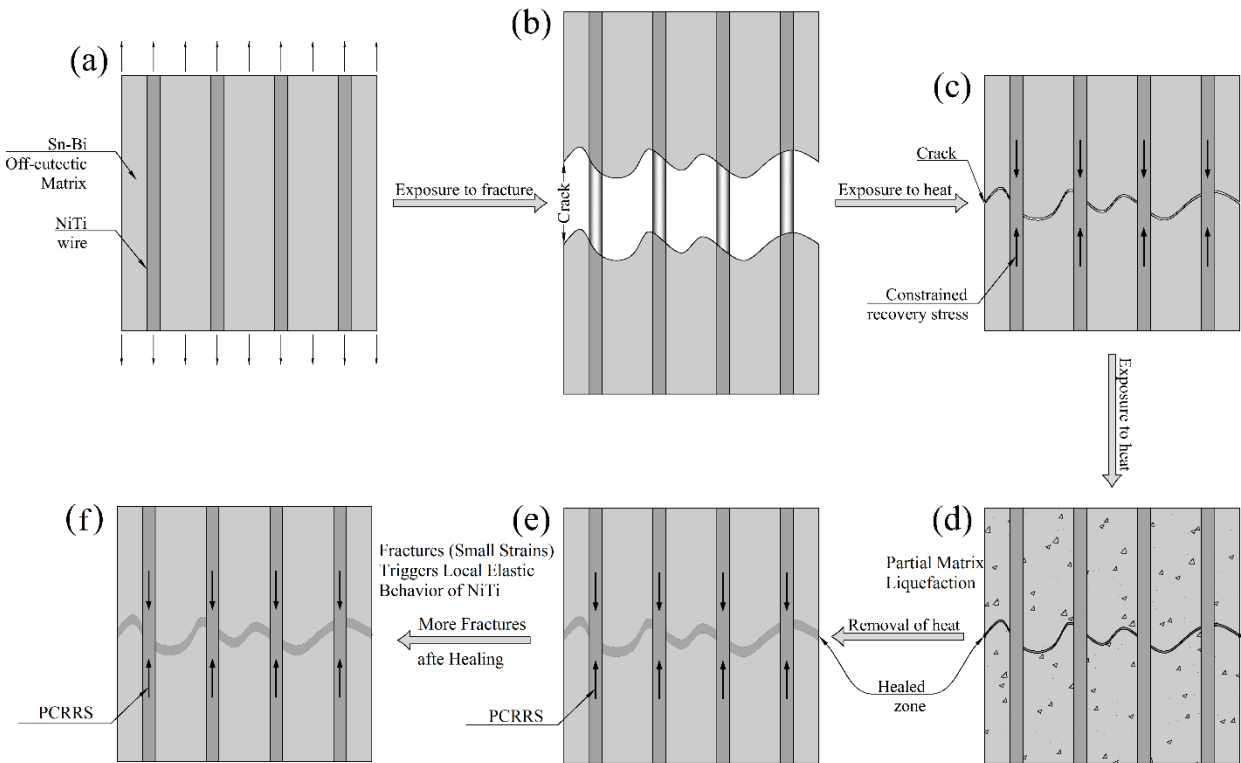 (a)
Sn-Bi
Off-eutectic
Matrix
NiTi
wire
Exposure to fracture
(b)
Crack
Exposure to heat
(c)
Crack
Constrained
recovery stress
Exposure to heat
(d)
Partial Matrix
Liquefaction
Removal of heat
Healed
zone
(e)
PCRRS
Fractures (Small Strains)
Triggers Local Elastic
Behavior of NiTi
More Fractures
afte Healing
(f)
PCRRS